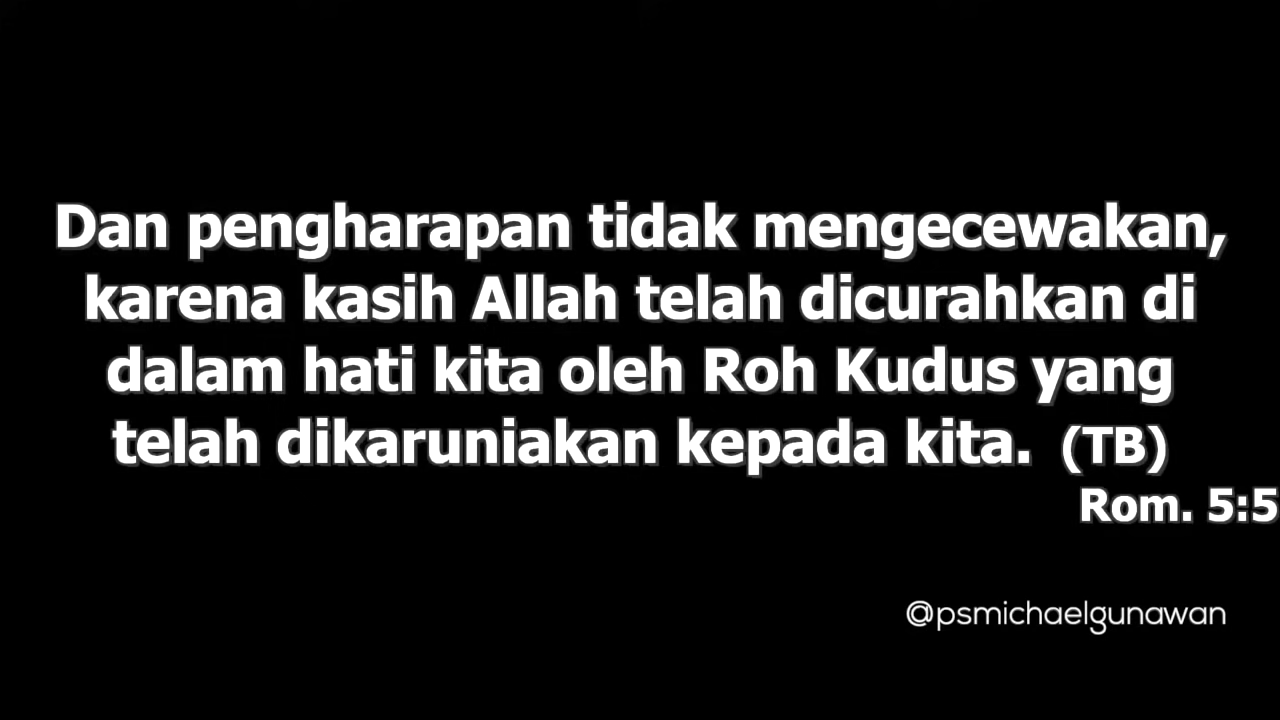 Dan pengharapan tidak mengecewakan,
karena kasih Allah telah dicurahkan di
dalam hati kita oleh Roh Kudus yang
telah dikaruniakan kepada kita. (TB)
Rom. 5:5
@psmichaelgunawan